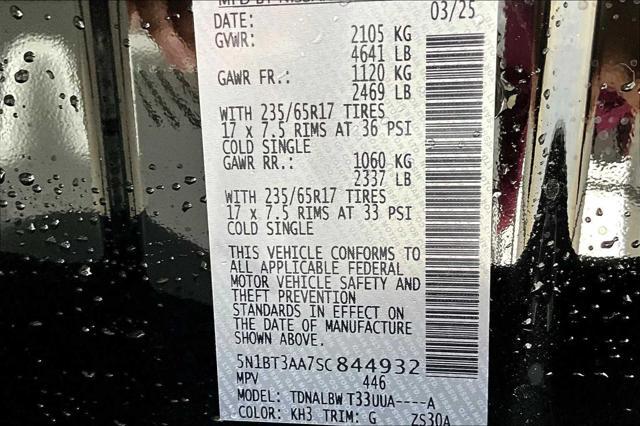 MFD BY NISSAN
DATE: 03/25
GVWR: 2105 KG
4641 LB
GAWR FR.: 1120 KG
2469 LB
WITH 235/65R17 TIRES
17 x 7.5 RIMS AT 36 PSI
COLD SINGLE
GAWR RR.: 1060 KG
2337 LB
WITH 235/65R17 TIRES
17 x 7.5 RIMS AT 33 PSI
COLD SINGLE
THIS VEHICLE CONFORMS TO
ALL APPLICABLE FEDERAL
MOTOR VEHICLE SAFETY AND
THEFT PREVENTION
STANDARDS IN EFFECT ON
THE DATE OF MANUFACTURE
SHOWN ABOVE.
5N1BT3AA7SC844932
MPV 446
MODEL: TDNALBW T33UUA----A
COLOR: KH3 TRIM: G ZS30A